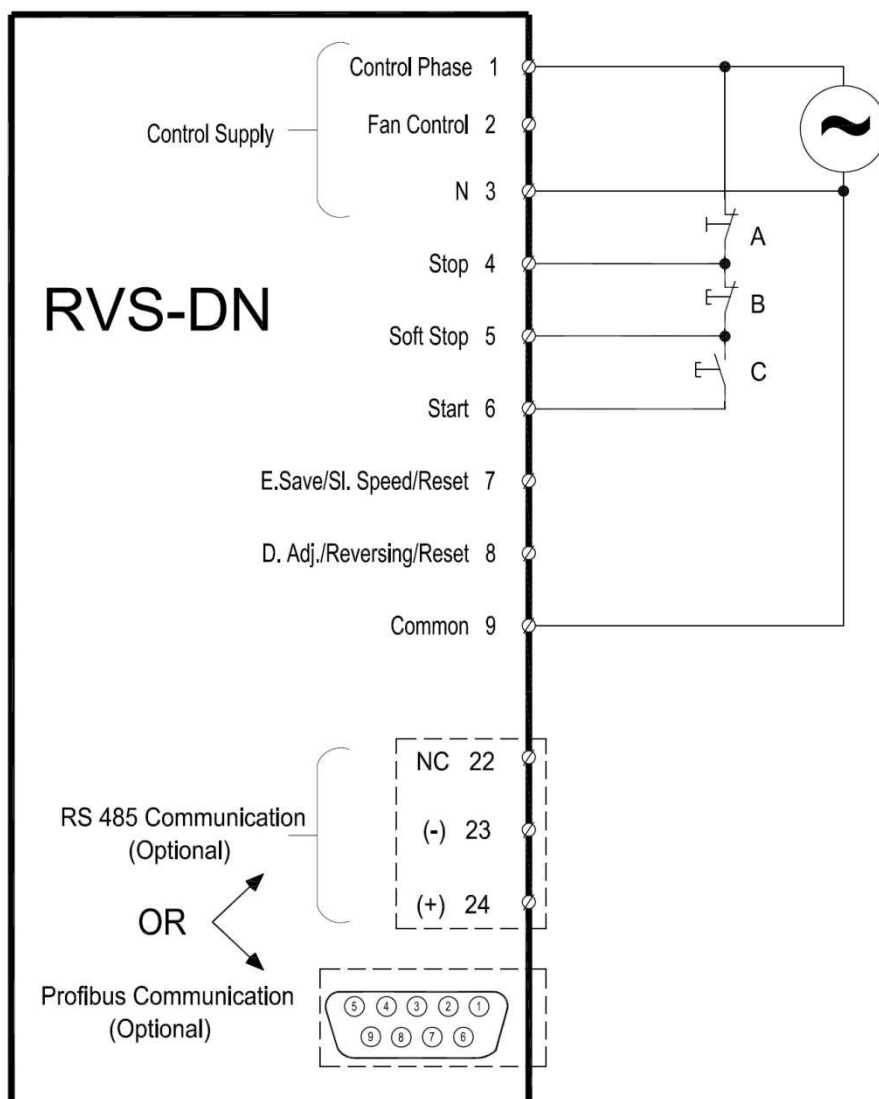 Control Phase 1
Fan Control 2
Control Supply
N 3
A
Stop 4
RVS-DN
B
Soft Stop 5
C
Start 6
E.Save/Sl. Speed/Reset 7
D. Adj./Reversing/Reset 8
Common 9
NC 22
RS 485 Communication
(Optional)
(-) 23
(+) 24
OR
Profibus Communication
(Optional)
5 4 3 2 1
9 8 7 6